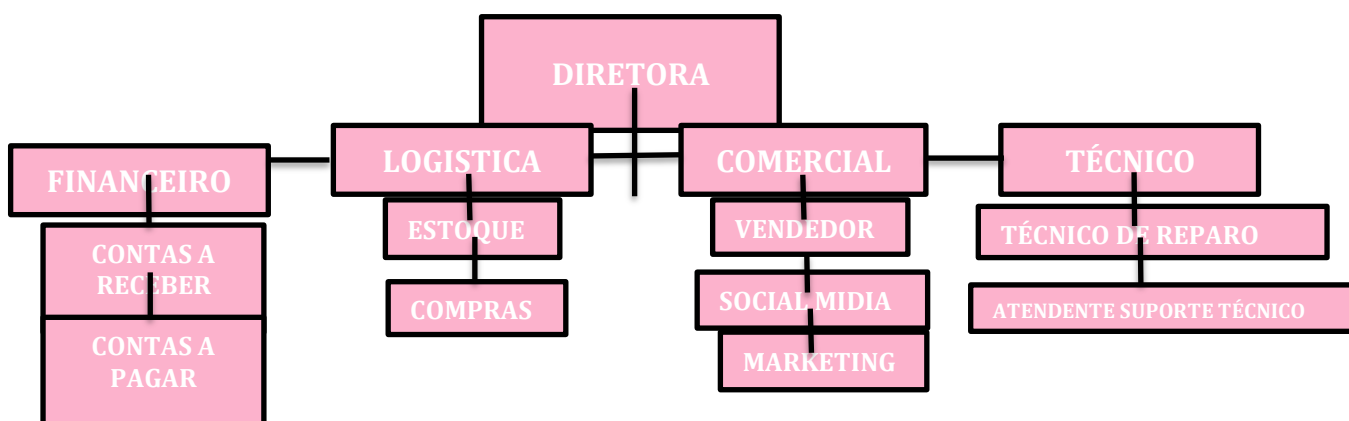 DIRETORA
FINANCEIRO
LOGISTICA
COMERCIAL
TÉCNICO
CONTAS A
RECEBER
CONTAS A
PAGAR
ESTOQUE
COMPRAS
VENDEDOR
SOCIAL MIDIA
MARKETING
TÉCNICO DE REPARO
ATENDENTE SUPORTE TÉCNICO